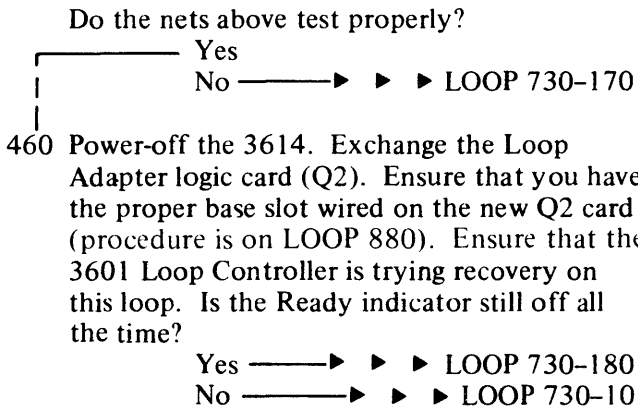 Do the nets above test properly?
Yes
No ► ► ► LOOP 730-170
460 Power-off the 3614. Exchange the Loop
Adapter logic card (Q2). Ensure that you have
the proper base slot wired on the new Q2 card
(procedure is on LOOP 880). Ensure that the
3601 Loop Controller is trying recovery on
this loop. Is the Ready indicator still off all
the time?
Yes ► ► ► LOOP 730-180
No ► ► ► LOOP 730-10